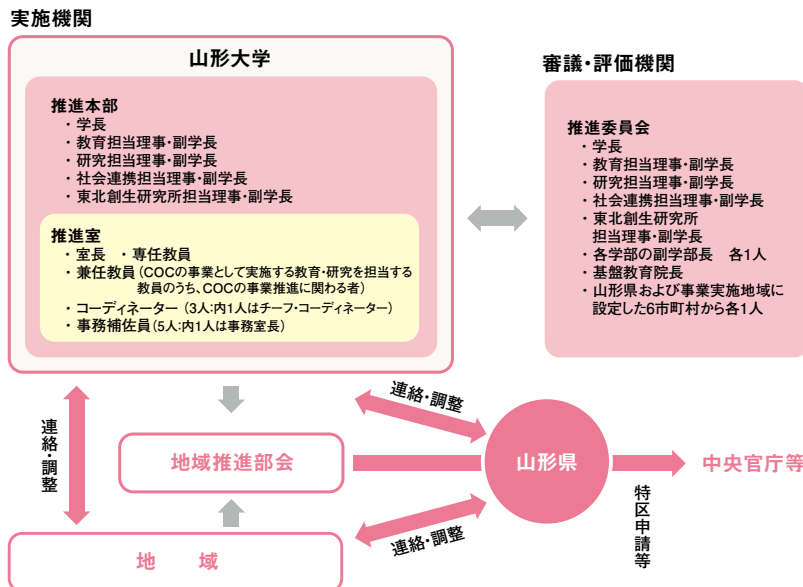 実施機関
山形大学
推進本部
・学長
・教育担当理事・副学長
・研究担当理事・副学長
・社会連携担当理事・副学長
・東北創生研究所担当理事・副学長
推進室
・室長 ・専任教員
・兼任教員（COCの事業として実施する教育・研究を担当する
教員のうち、COCの事業推進に関わる者）
・コーディネーター（3人：内1人はチーフ・コーディネーター）
・事務補佐員（5人：内1人は事務室長）
審議・評価機関
推進委員会
・学長
・教育担当理事・副学長
・研究担当理事・副学長
・社会連携担当理事・副学長
・東北創生研究所
担当理事・副学長
・各学部の副学部長 各1人
・基盤教育院長
・山形県および事業実施地域に
設定した6市町村から各1人
連絡・調整
連絡・調整
地域推進部会
山形県
中央官庁等
特区申請等
連絡・調整
地 域